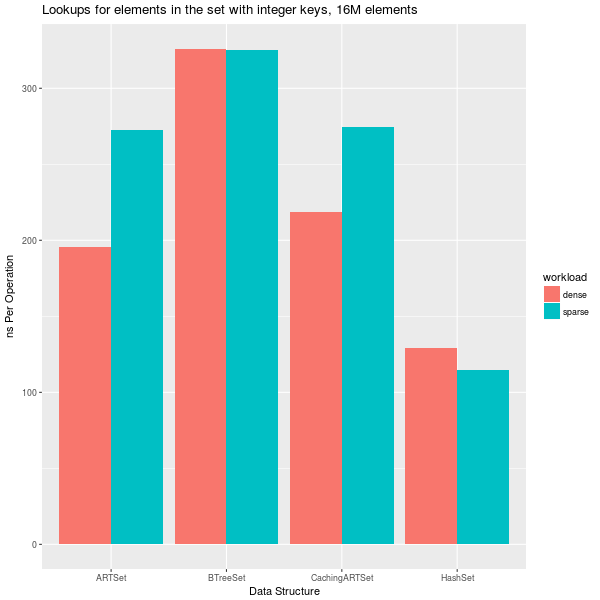 Lookups for elements in the set with integer keys, 16M elements
ns Per Operation
300
200
100
0
ARTSet BTreeSet CachingARTSet HashSet
Data Structure
workload
dense
sparse